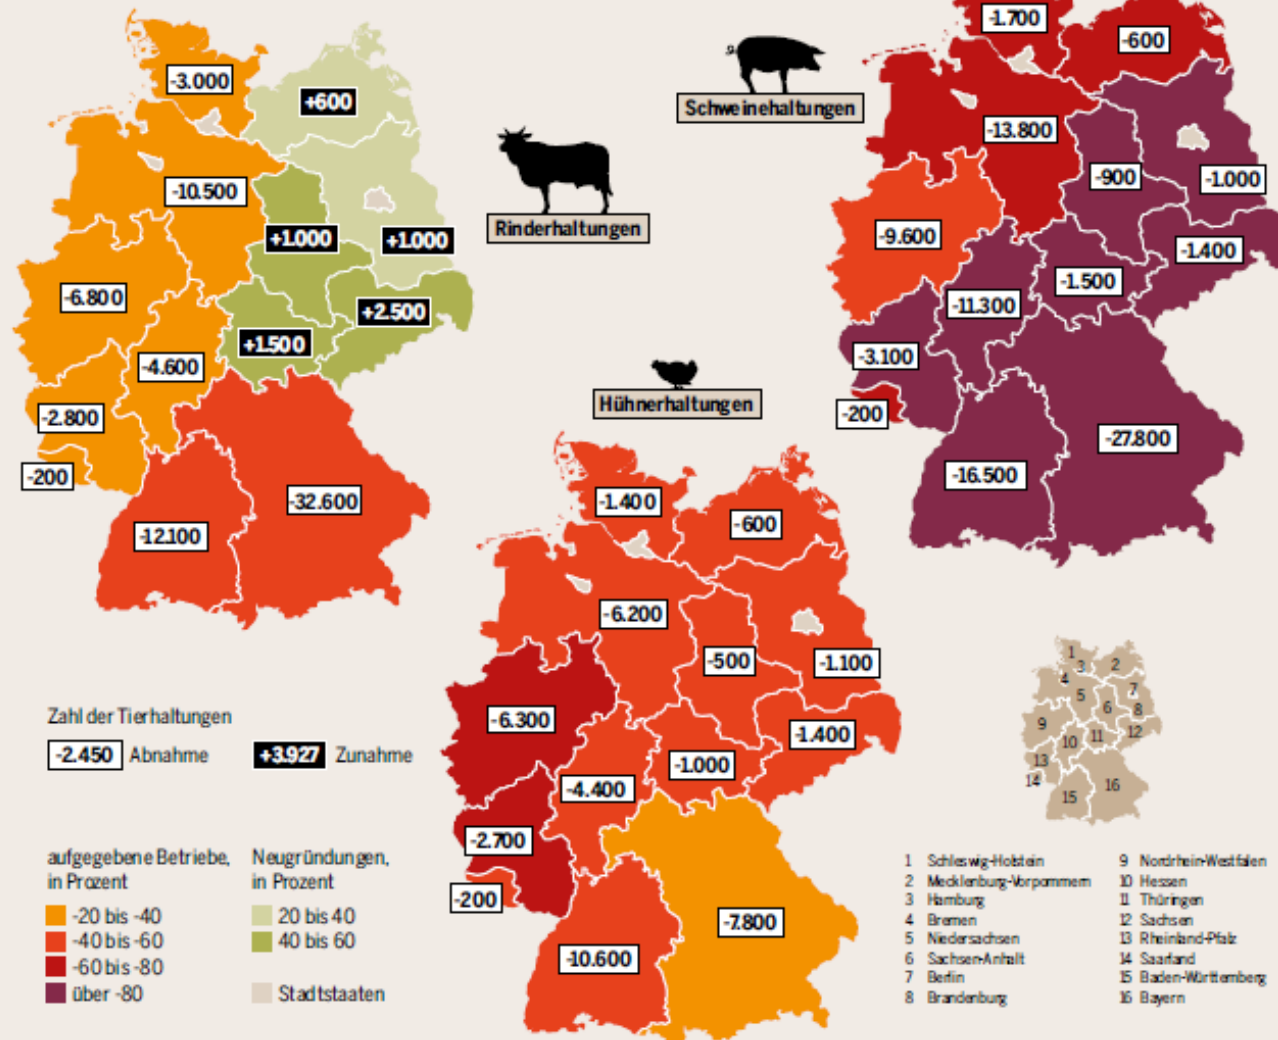 -3.000
+600
-10.500
+1.000
+1.000
-6.800
+2.500
+1.500
-4.600
-2.800
-200
-32.600
-12.100
Rinderhaltungen
Schweinehaltungen
-1.700
-600
-13.800
-900
-1.000
-9.600
-1.400
-1.500
-11.300
-3.100
-200
-27.800
-16.500
Hühnerhaltungen
-1.400
-600
-6.200
-500
-1.100
-6.300
-1.400
-1.000
-4.400
-2.700
-200
-7.800
-10.600
Zahl der Tierhaltungen
-2.450 Abnahme +3.927 Zunahme
aufgegebene Betriebe,
in Prozent
-20 bis -40
-40 bis -60
-60 bis -80
über -80
Neugründungen,
in Prozent
20 bis 40
40 bis 60
Stadtstaaten
1
2
3
4
5
6
7
8
9
10
11
12
13
14
15
16
1 Schleswig-Holstein
2 Mecklenburg-Vorpommern
3 Hamburg
4 Bremen
5 Niedersachsen
6 Sachsen-Anhalt
7 Berlin
8 Brandenburg
9 Nordrhein-Westfalen
10 Hessen
11 Thüringen
12 Sachsen
13 Rheinland-Pfalz
14 Saarland
15 Baden-Württemberg
16 Bayern